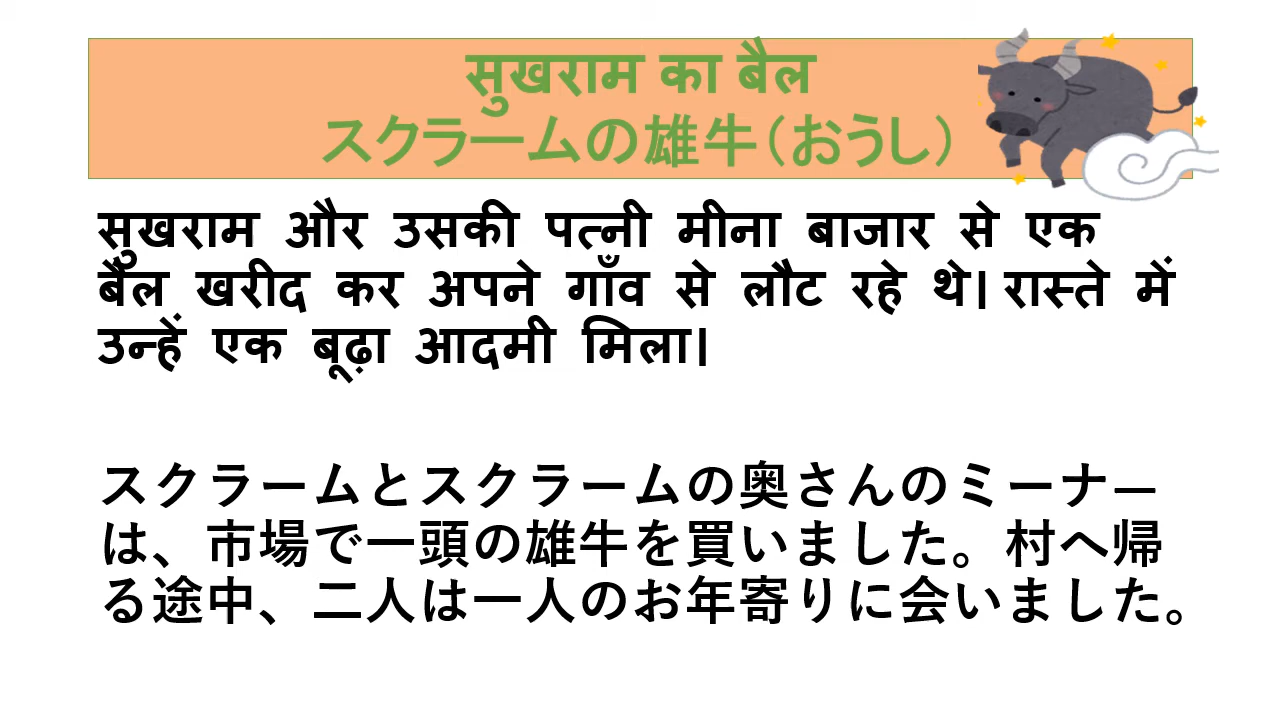 सुखराम का बैल
スクラームの雄牛（おうし）
सुखराम और उसकी पत्नी मीना बाजार से एक
बैल खरीद कर अपने गाँव से लौट रहे थे। रास्ते में
उन्हें एक बूढ़ा आदमी मिला।
スクラームとスクラームの奥さんのミーナ―
は、市場で一頭の雄牛を買いました。村へ帰
る途中、二人は一人のお年寄りに会いました。